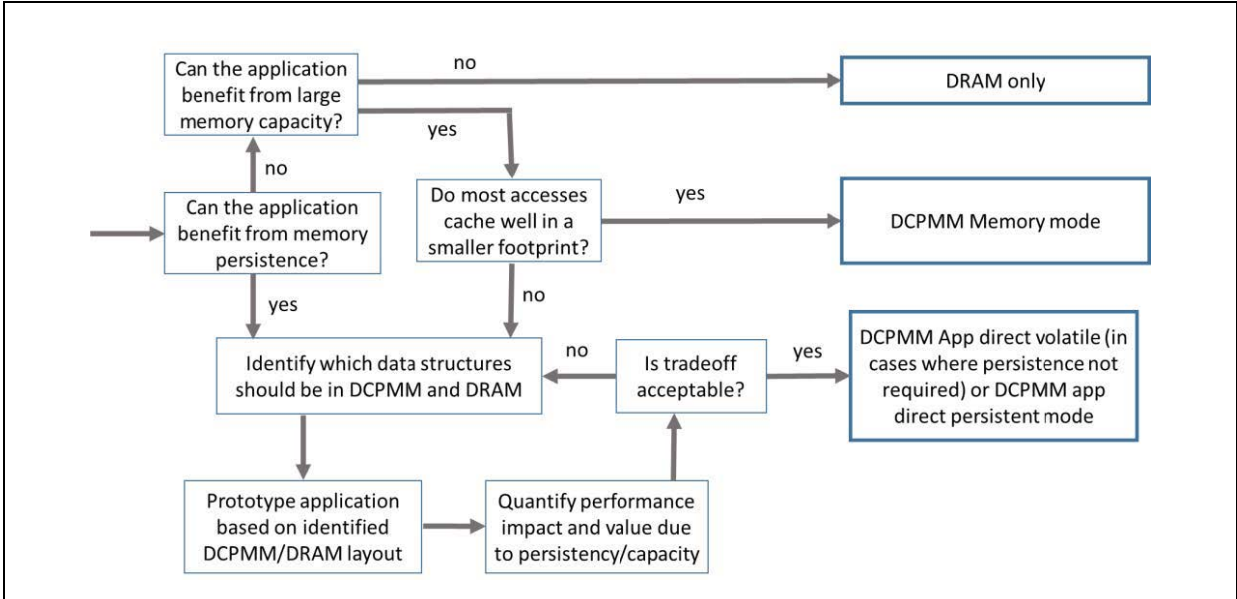 Can the application
benefit from large
memory capacity?
no
yes
DRAM only
no
Can the application
benefit from memory
persistence?
yes
Do most accesses
cache well in a
smaller footprint?
yes
no
DCPMM Memory mode
Identify which data structures
should be in DCPMM and DRAM
no
Is tradeoff
acceptable?
yes
DCPMM App direct volatile (in
cases where persistence not
required) or DCPMM app
direct persistent mode
Prototype application
based on identified
DCPMM/DRAM layout
Quantify performance
impact and value due
to persistency/capacity